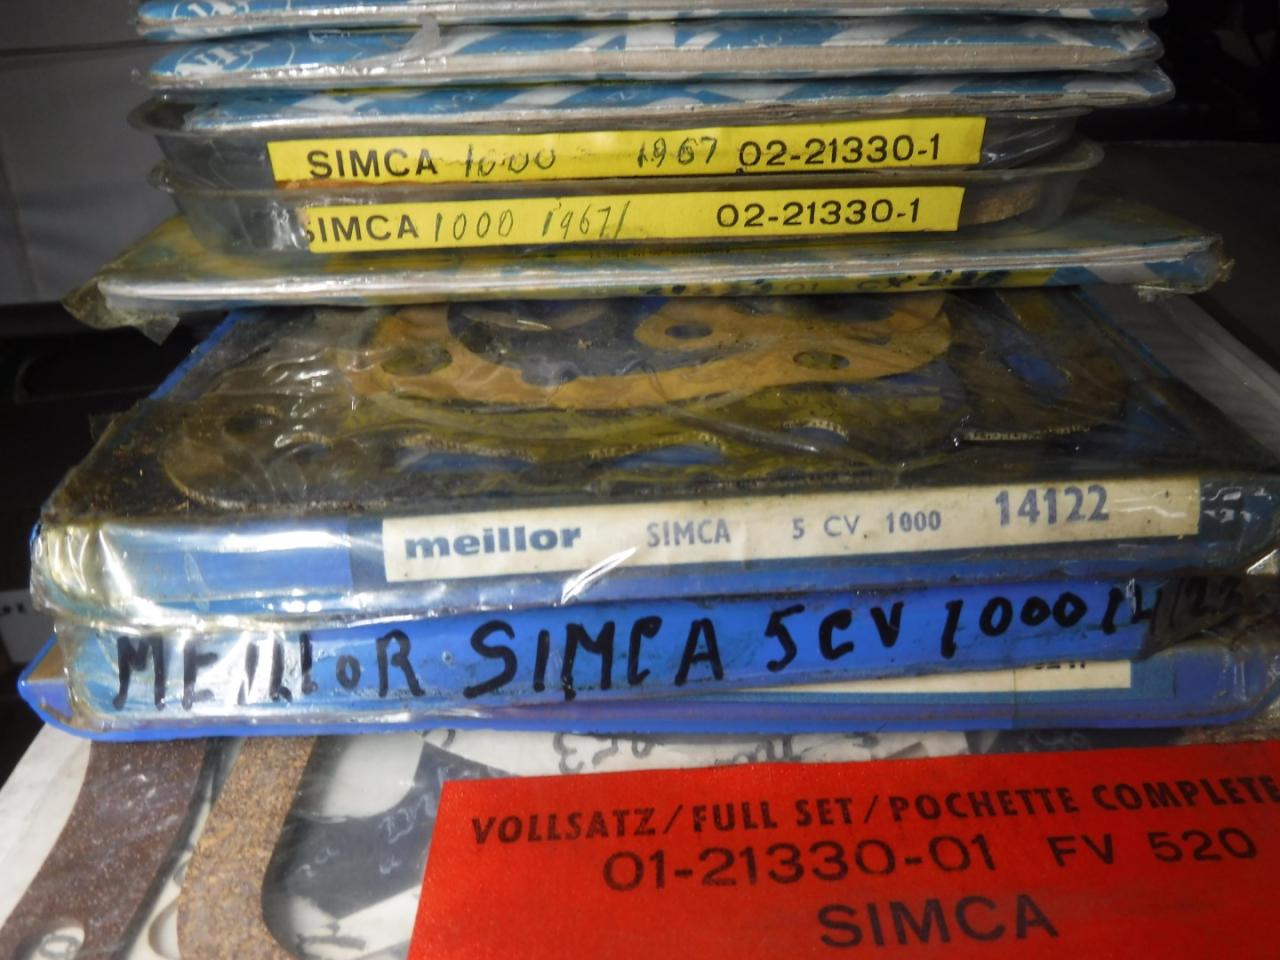 SIMCA 1000 1967 02-21330-1
SIMCA 1000 1967/ 02-21330-1
meillor SIMCA 5 CV. 1000 14122
MEILLOR SIMCA 5CV 1000 14122
VOLLSATZ/FULL SET/POCHETTE COMPLETE
01-21330-01 FV 520
SIMCA